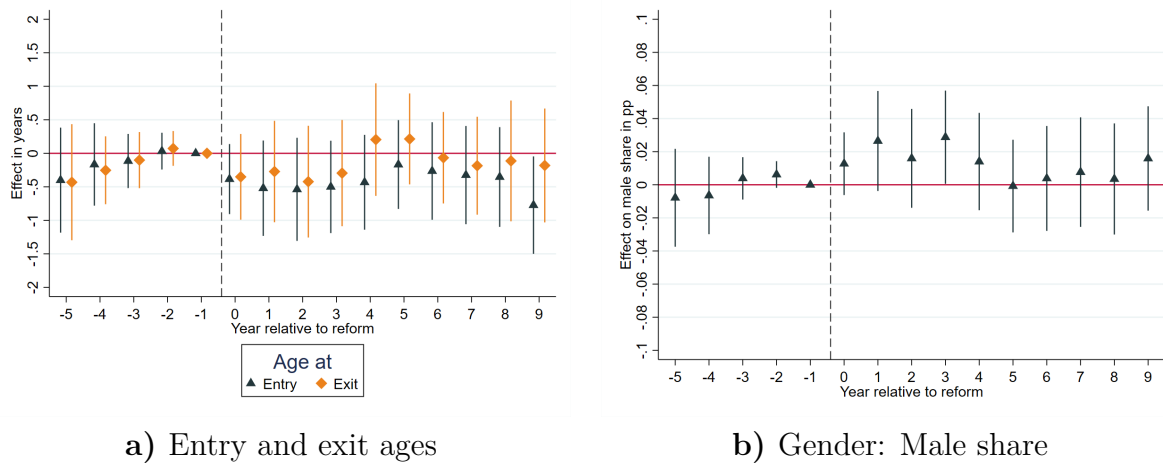 2
1.5
1
.5
0
-.5
-1
-1.5
-2
Effect in years
-5 -4 -3 -2 -1 0 1 2 3 4 5 6 7 8 9
Year relative to reform
Age at
Entry Exit
a) Entry and exit ages
.1
.08
.06
.04
.02
0
-.02
-.04
-.06
-.08
-.1
Effect on male share in pp
-5 -4 -3 -2 -1 0 1 2 3 4 5 6 7 8 9
Year relative to reform
b) Gender: Male share